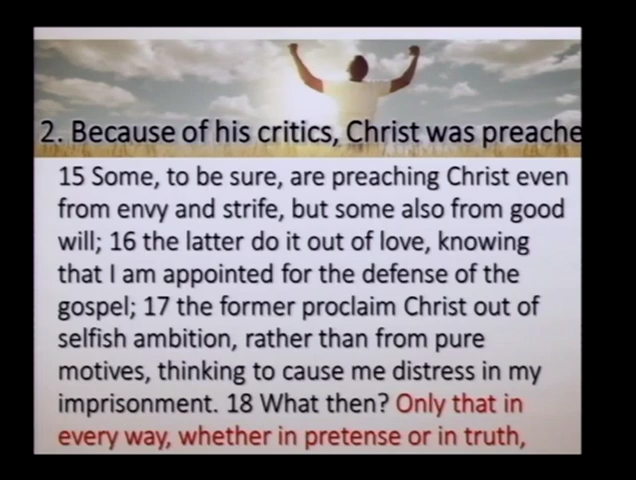 2. Because of his critics, Christ was preache
15 Some, to be sure, are preaching Christ even
from envy and strife, but some also from good
will; 16 the latter do it out of love, knowing
that I am appointed for the defense of the
gospel; 17 the former proclaim Christ out of
selfish ambition, rather than from pure
motives, thinking to cause me distress in my
imprisonment. 18 What then? Only that in
every way, whether in pretense or in truth,